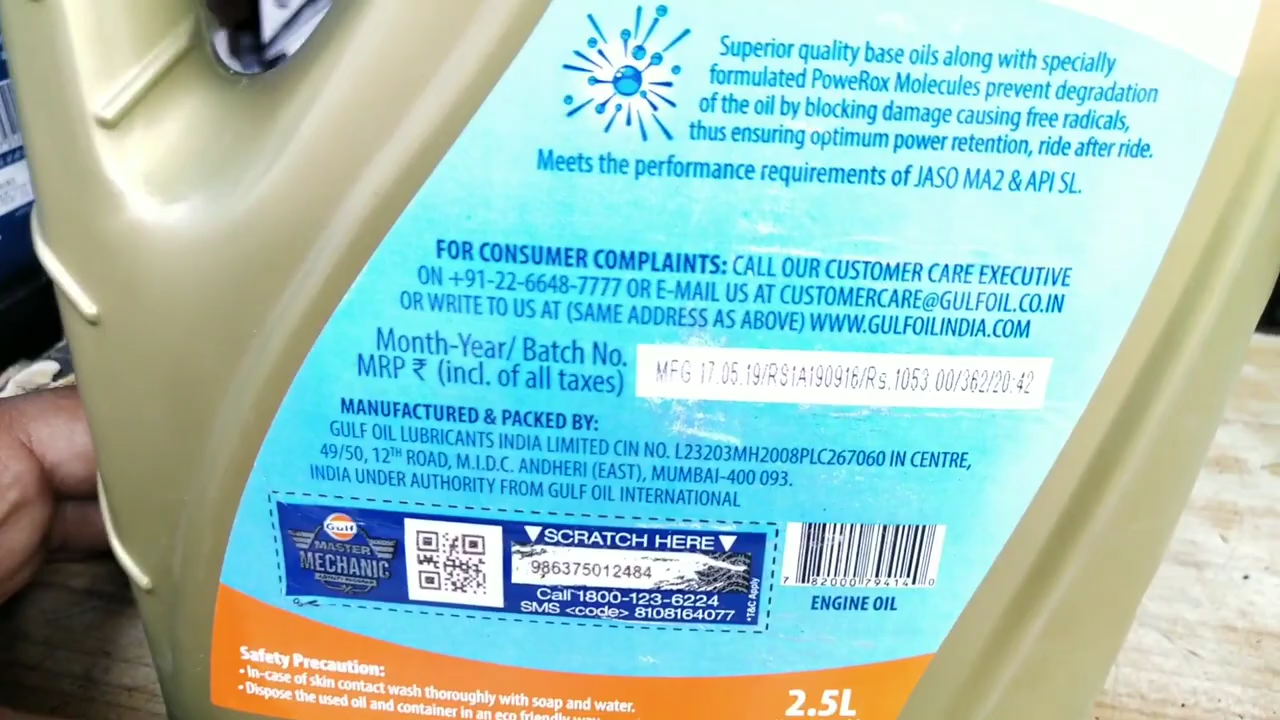 Superior quality base oils along with specially
formulated PoweRox Molecules prevent degradation
of the oil by blocking damage causing free radicals,
thus ensuring optimum power retention, ride after ride.
Meets the performance requirements of JASO MA2 & API SL.
FOR CONSUMER COMPLAINTS: CALL OUR CUSTOMER CARE EXECUTIVE
ON +91-22-6648-7777 OR E-MAIL US AT CUSTOMERCARE@GULFOIL.CO.IN
OR WRITE TO US AT (SAME ADDRESS AS ABOVE) WWW.GULFOILINDIA.COM
Month-Year/ Batch No.
MRP ₹ (incl. of all taxes)
MFG 17.05.19/RS1A190916/Rs.1053.00/362/20:42
MANUFACTURED & PACKED BY:
GULF OIL LUBRICANTS INDIA LIMITED CIN NO. L23203MH2008PLC267060 IN CENTRE,
49/50, 12TH ROAD, M.I.D.C. ANDHERI (EAST), MUMBAI-400 093.
INDIA UNDER AUTHORITY FROM GULF OIL INTERNATIONAL
Gulf
MASTER
MECHANIC
SCRATCH HERE
986375012484
Call 1800-123-6224
SMS <code> 8108164077
*T&C Apply
7 82000 79414 0
ENGINE OIL
Safety Precaution:
• In-case of skin contact wash thoroughly with soap and water.
• Dispose the used oil and container in an eco friendly
2.5L